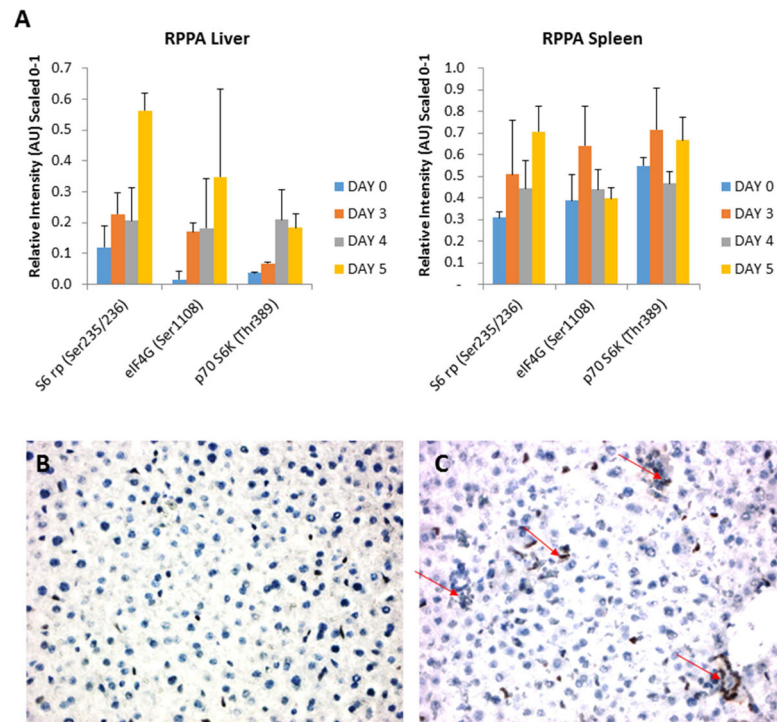 A
RPPA Liver
Relative Intensity (AU) Scaled 0-1
0.7
0.6
0.5
0.4
0.3
0.2
0.1
0.0
S6 rp (Ser235/236)
eIF4G (Ser1108)
p70 S6K (Thr389)
DAY 0
DAY 3
DAY 4
DAY 5
RPPA Spleen
Relative Intensity (AU) Scaled 0-1
1.0
0.9
0.8
0.7
0.6
0.5
0.4
0.3
0.2
0.1
-
S6 rp (Ser235/236)
eIF4G (Ser1108)
p70 S6K (Thr389)
DAY 0
DAY 3
DAY 4
DAY 5
B
C